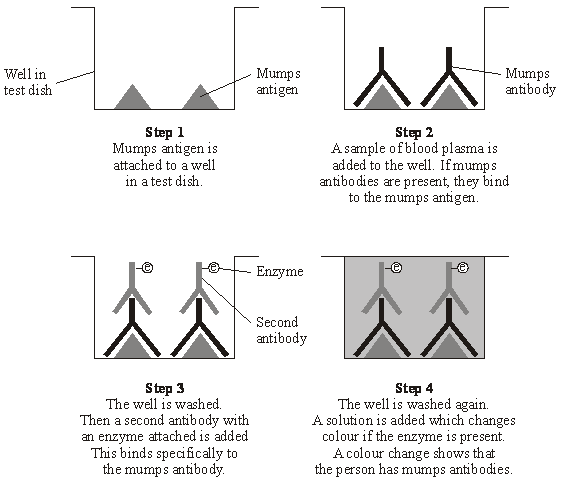 Well in
test dish
Mumps
antigen
Mumps
antibody
Step 1
Mumps antigen is
attached to a well
in a test dish.
Step 2
A sample of blood plasma is
added to the well. If mumps
antibodies are present, they bind
to the mumps antigen.
e
e
Enzyme
Second
antibody
e
e
Step 3
The well is washed.
Then a second antibody with
an enzyme attached is added
This binds specifically to
the mumps antibody.
Step 4
The well is washed again.
A solution is added which changes
colour if the enzyme is present.
A colour change shows that
the person has mumps antibodies.